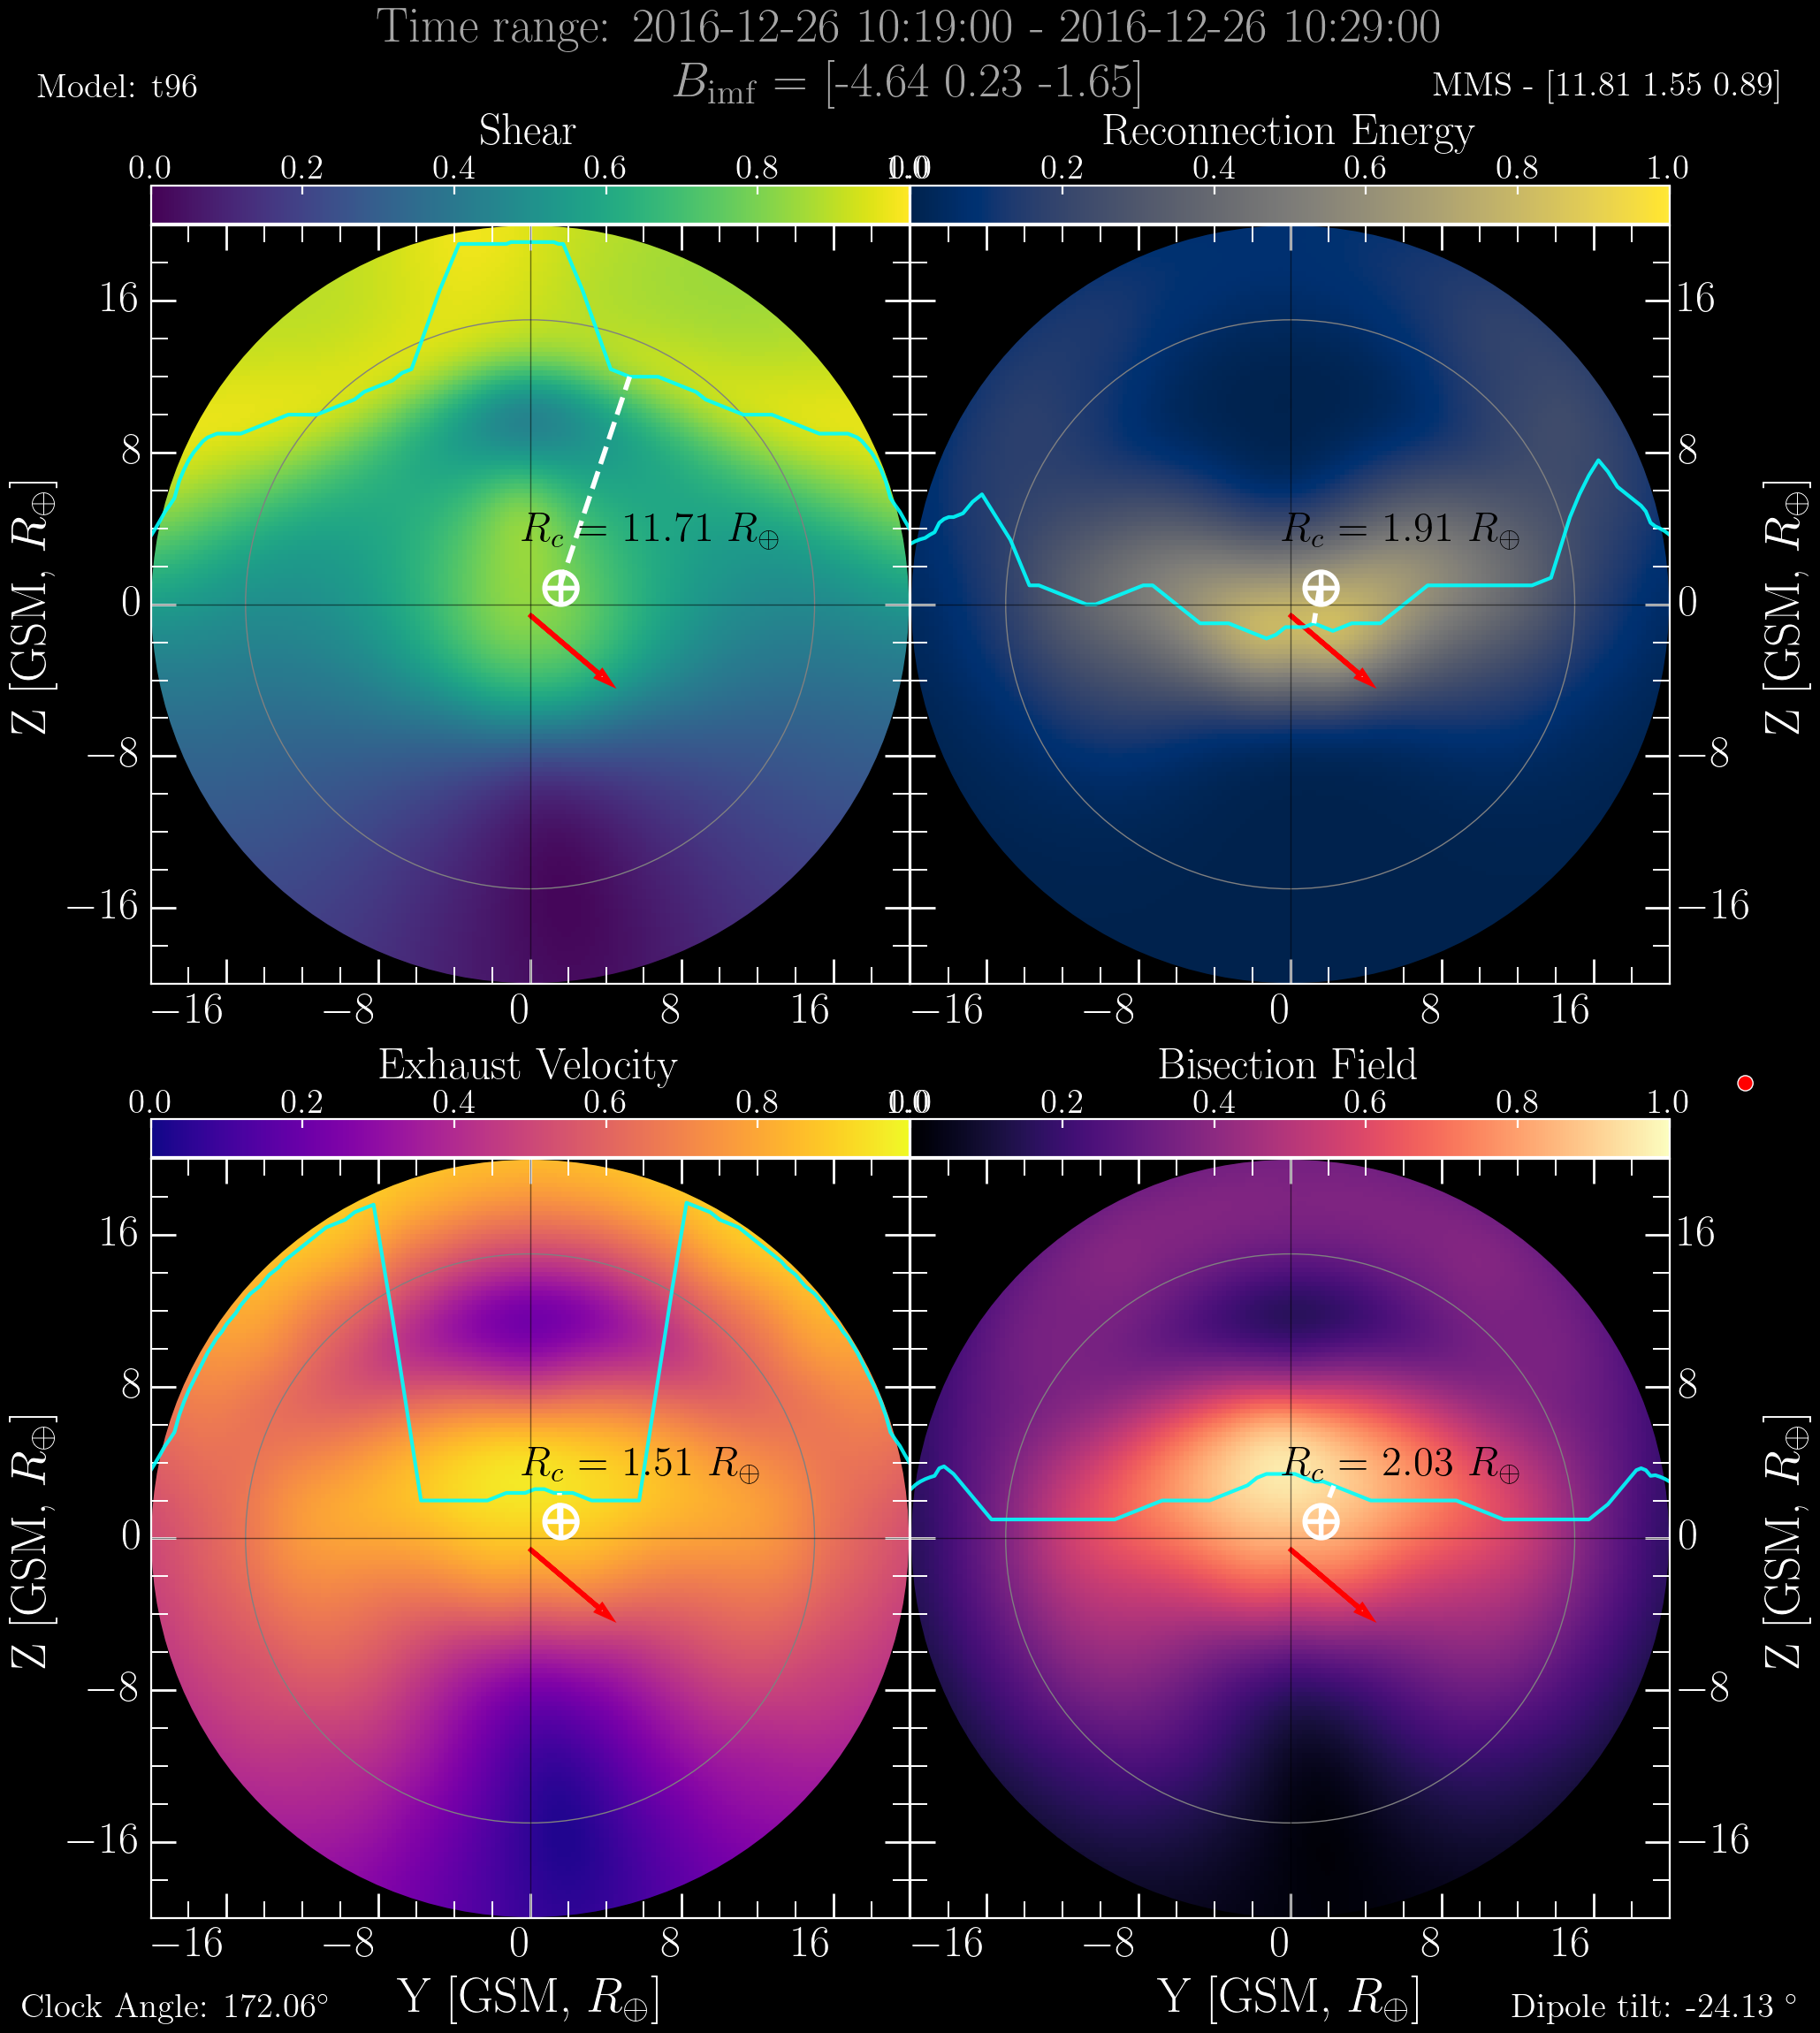 Time range: 2016-12-26 10:19:00 - 2016-12-26 10:29:00
Model: t96
B_imf = [-4.64 0.23 -1.65]
MMS - [11.81 1.55 0.89]
Shear
Reconnection Energy
0.0 0.2 0.4 0.6 0.8 1.0
0.0 0.2 0.4 0.6 0.8 1.0
Z [GSM, R⊕]
16
8
0
−8
−16
R_c = 11.71 R⊕
R_c = 1.91 R⊕
16
8
0
−8
−16
Z [GSM, R⊕]
−16 −8 0 8 16
−16 −8 0 8 16
Exhaust Velocity
Bisection Field
0.0 0.2 0.4 0.6 0.8 1.0
0.0 0.2 0.4 0.6 0.8 1.0
Z [GSM, R⊕]
16
8
0
−8
−16
R_c = 1.51 R⊕
R_c = 2.03 R⊕
16
8
0
−8
−16
Z [GSM, R⊕]
−16 −8 0 8 16
−16 −8 0 8 16
Y [GSM, R⊕]
Y [GSM, R⊕]
Clock Angle: 172.06°
Dipole tilt: -24.13 °